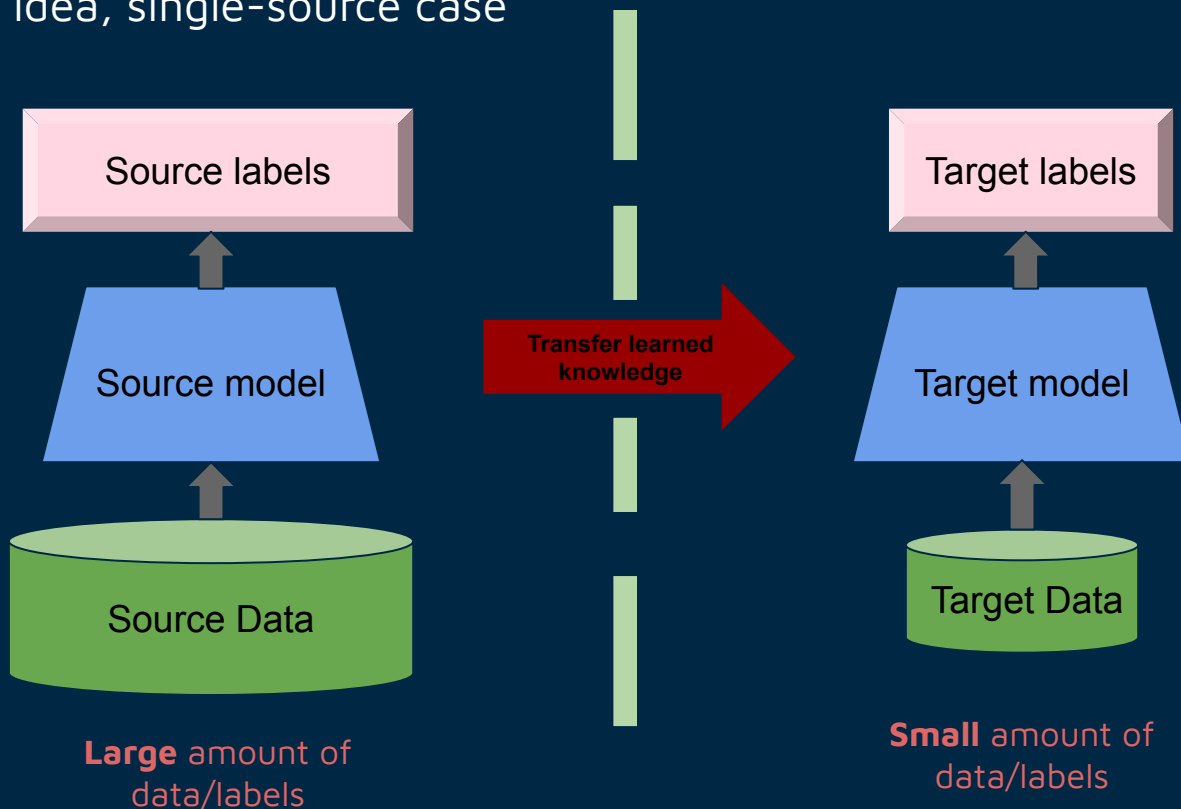 idea, single-source case
Source labels
Target labels
Transfer learned
knowledge
Source model
Target model
Source Data
Target Data
Large amount of
data/labels
Small amount of
data/labels